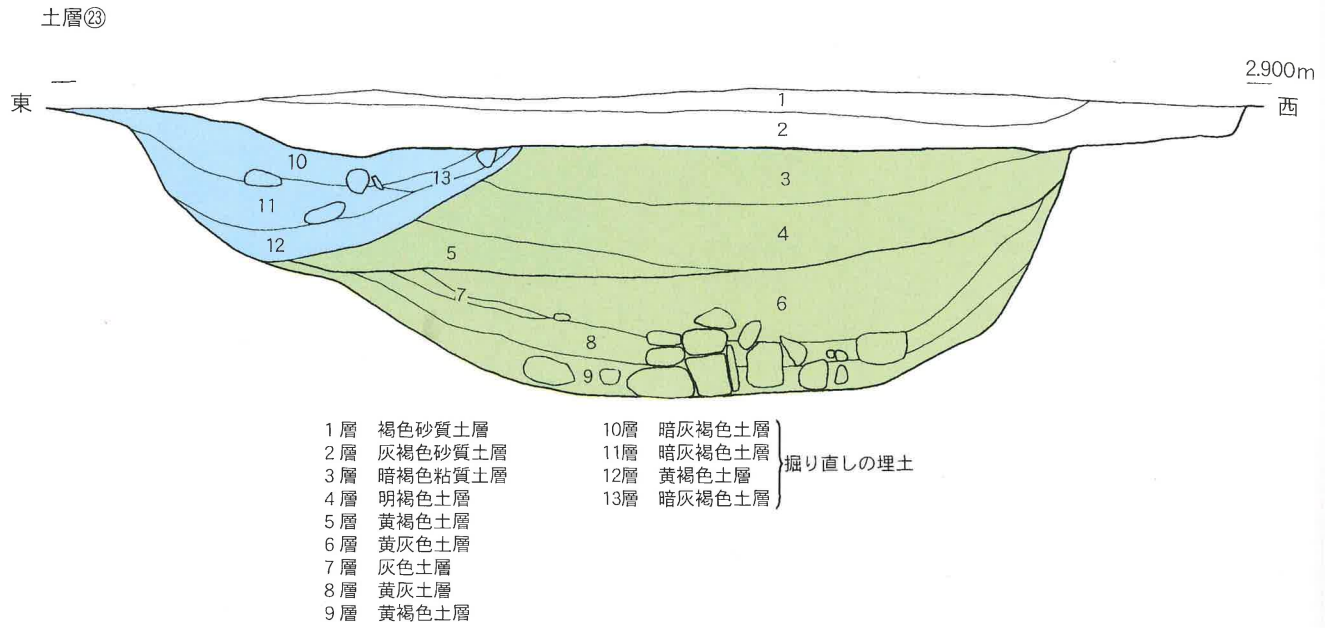 土層㉓
2.900m
東
西
1
2
3
4
5
6
7
8
9
10
11
12
13
1層 褐色砂質土層
2層 灰褐色砂質土層
3層 暗褐色粘質土層
4層 明褐色土層
5層 黄褐色土層
6層 黄灰色土層
7層 灰色土層
8層 黄灰土層
9層 黄褐色土層
10層 暗灰褐色土層
11層 暗灰褐色土層
12層 黄褐色土層
13層 暗灰褐色土層
掘り直しの埋土